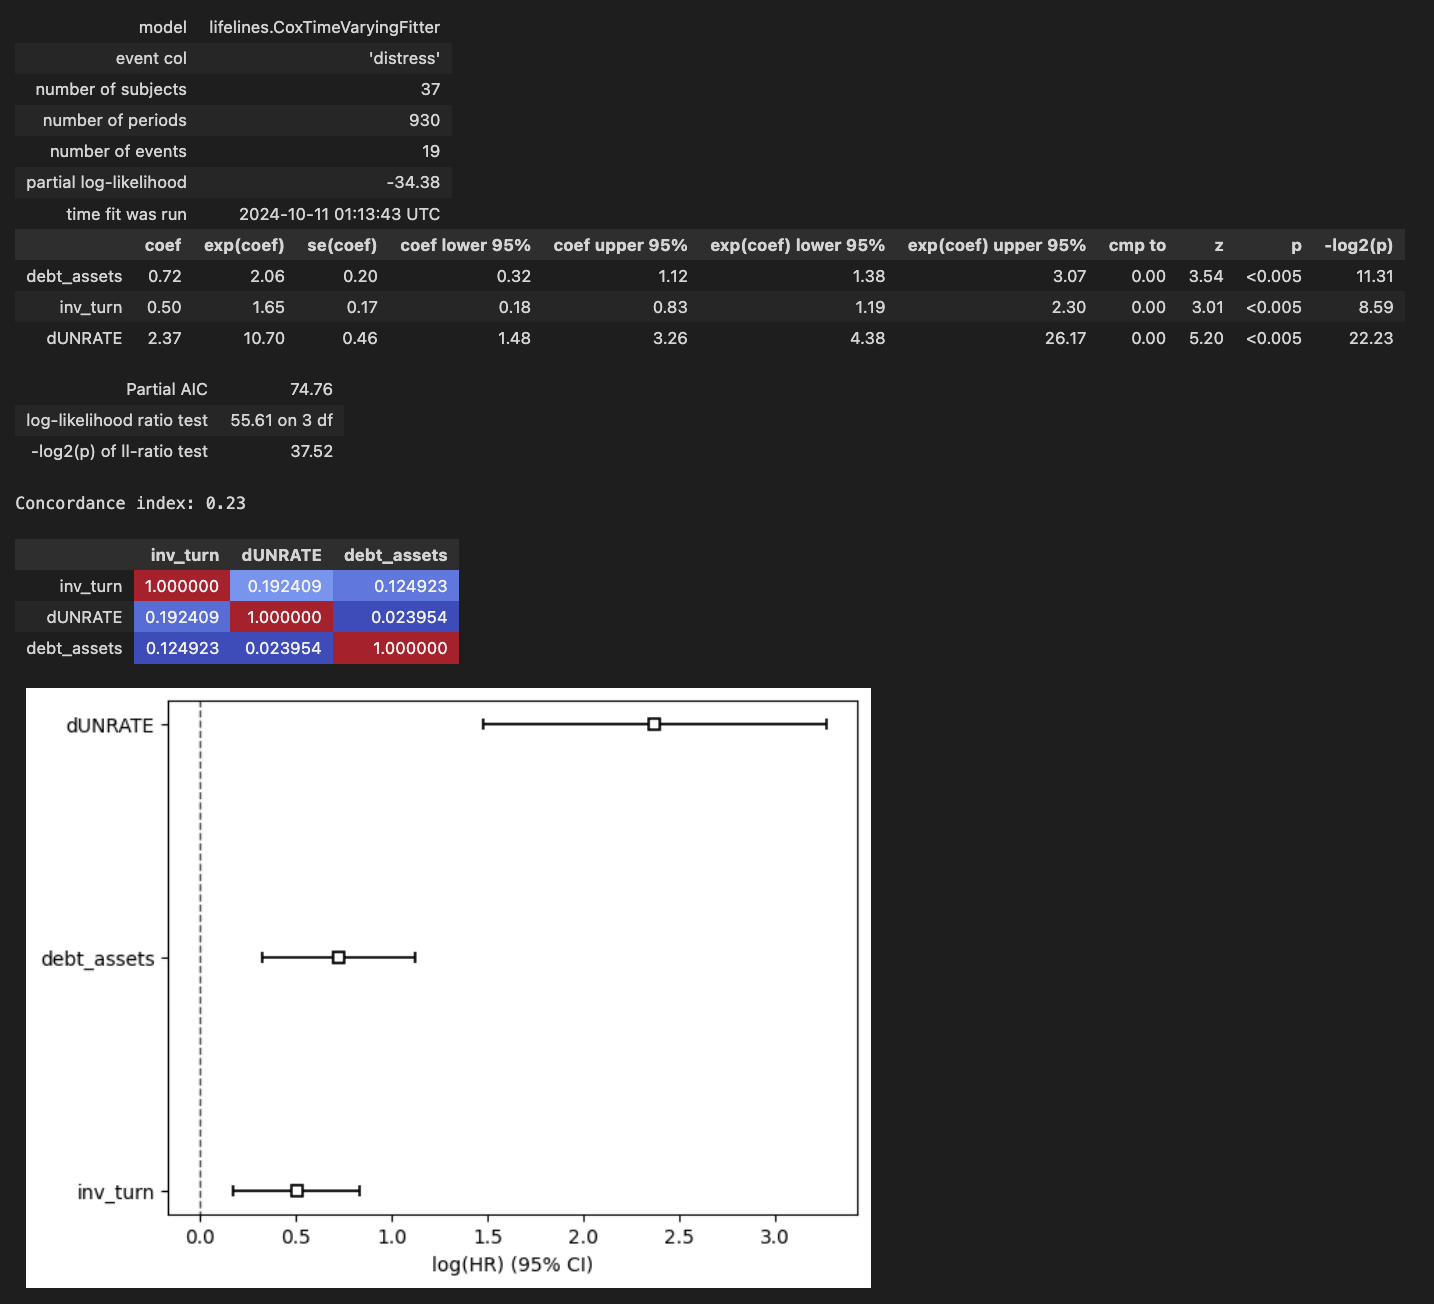 model lifelines.CoxTimeVaryingFitter
event col 'distress'
number of subjects 37
number of periods 930
number of events 19
partial log-likelihood -34.38
time fit was run 2024-10-11 01:13:43 UTC
coef exp(coef) se(coef) coef lower 95% coef upper 95% exp(coef) lower 95% exp(coef) upper 95% cmp to z p -log2(p)
debt_assets 0.72 2.06 0.20 0.32 1.12 1.38 3.07 0.00 3.54 <0.005 11.31
inv_turn 0.50 1.65 0.17 0.18 0.83 1.19 2.30 0.00 3.01 <0.005 8.59
dUNRATE 2.37 10.70 0.46 1.48 3.26 4.38 26.17 0.00 5.20 <0.005 22.23
Partial AIC 74.76
log-likelihood ratio test 55.61 on 3 df
-log2(p) of ll-ratio test 37.52
Concordance index: 0.23
inv_turn dUNRATE debt_assets
inv_turn 1.000000 0.192409 0.124923
dUNRATE 0.192409 1.000000 0.023954
debt_assets 0.124923 0.023954 1.000000
dUNRATE
debt_assets
inv_turn
0.0 0.5 1.0 1.5 2.0 2.5 3.0
log(HR) (95% CI)